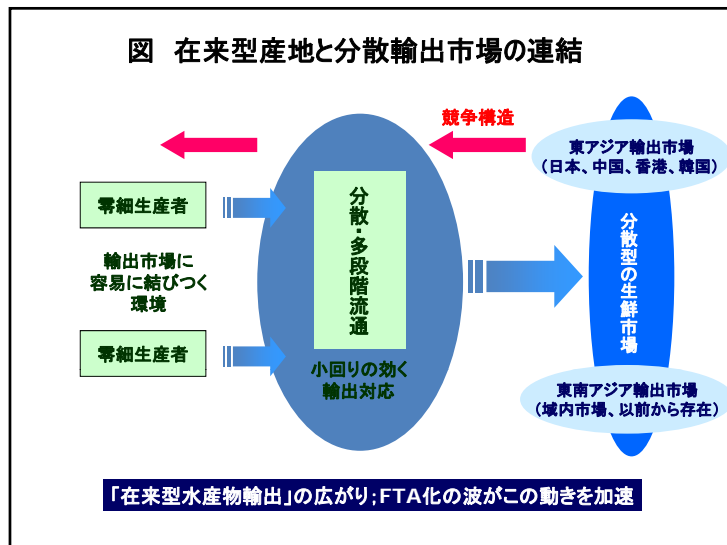 図　在来型産地と分散輸出市場の連結
競争構造
東アジア輸出市場
（日本、中国、香港、韓国）
零細生産者
輸出市場に
容易に結びつく
環境
零細生産者
分散・多段階流通
小回りの効く
輸出対応
分散型の生鮮市場
東南アジア輸出市場
（域内市場、以前から存在）
「在来型水産物輸出」の広がり；FTA化の波がこの動きを加速